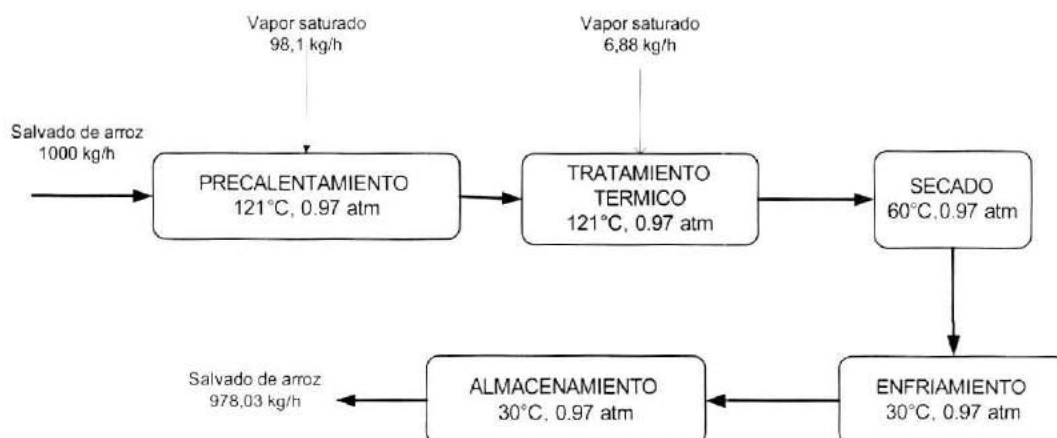 Vapor saturado
98,1 kg/h
Vapor saturado
6,88 kg/h
Salvado de arroz
1000 kg/h
PRECALENTAMIENTO
121°C, 0.97 atm
TRATAMIENTO
TERMICO
121°C, 0.97 atm
SECADO
60°C,0.97 atm
Salvado de arroz
978,03 kg/h
ALMACENAMIENTO
30°C, 0.97 atm
ENFRIAMIENTO
30°C, 0.97 atm